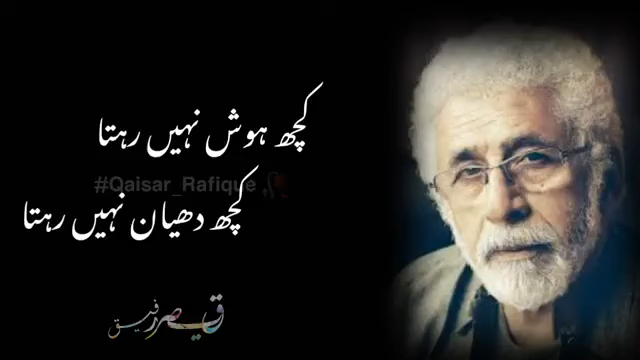 کچھ ہوش نہیں رہتا
#Qaisar_Rafique
کچھ دھیان نہیں رہتا
قیصر رفیق